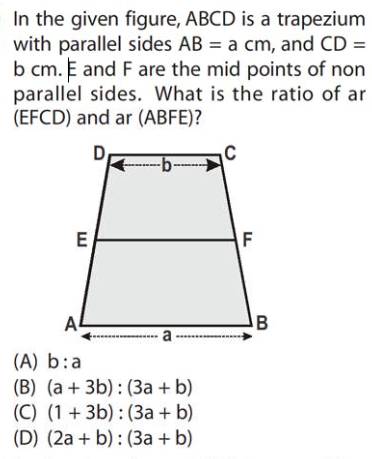 In the given figure, ABCD is a trapezium
with parallel sides AB = a cm, and CD =
b cm. E and F are the mid points of non
parallel sides. What is the ratio of ar
(EFCD) and ar (ABFE)?
D C
b
E F
A B
a
(A) b : a
(B) (a + 3b) : (3a + b)
(C) (1 + 3b) : (3a + b)
(D) (2a + b) : (3a + b)